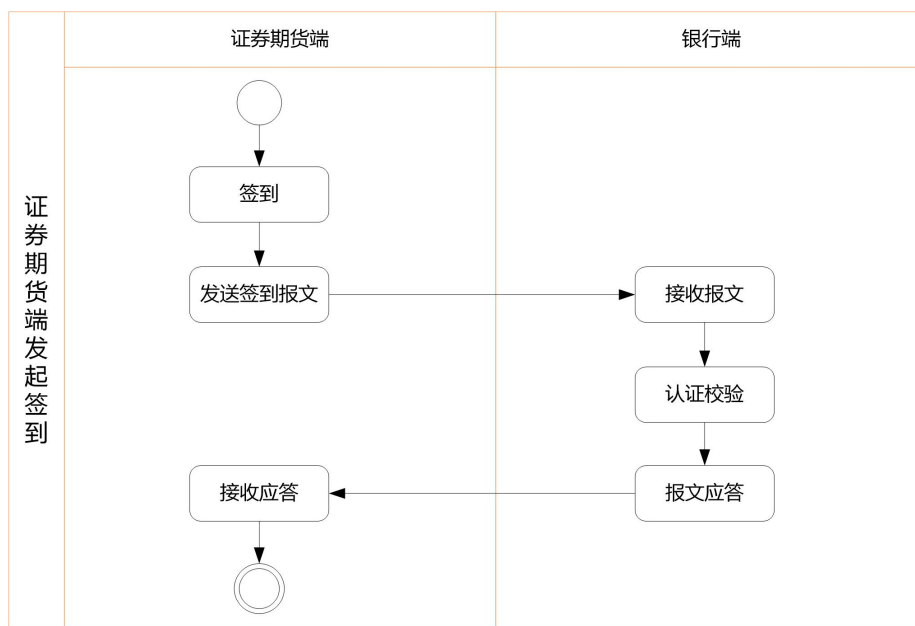 证券期货端
银行端
证券期货端发起签到
签到
发送签到报文
接收报文
认证校验
接收应答
报文应答